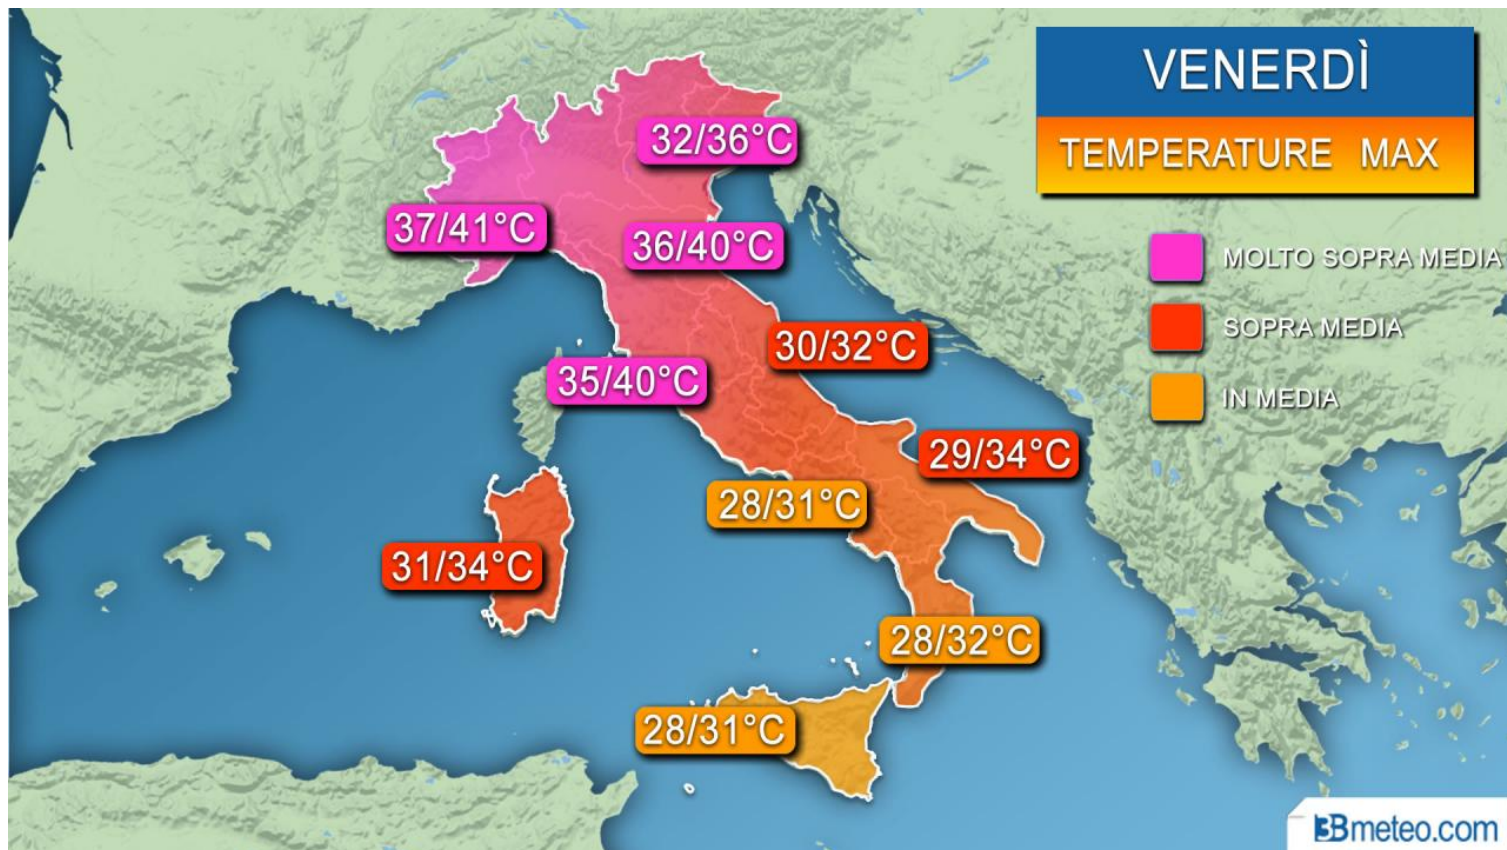 VENERDÌ
TEMPERATURE MAX
32/36°C
37/41°C
36/40°C
MOLTO SOPRA MEDIA
30/32°C
SOPRA MEDIA
35/40°C
IN MEDIA
29/34°C
28/31°C
31/34°C
28/32°C
28/31°C
3Bmeteo.com